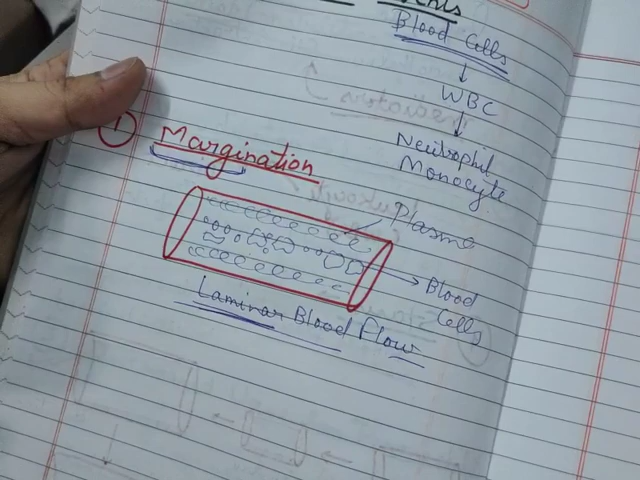 Blood Cells
↓
WBC
↓
Neutrophil
Monocyte
① Margination
Plasma
Blood
Cells
Laminar Blood Flow